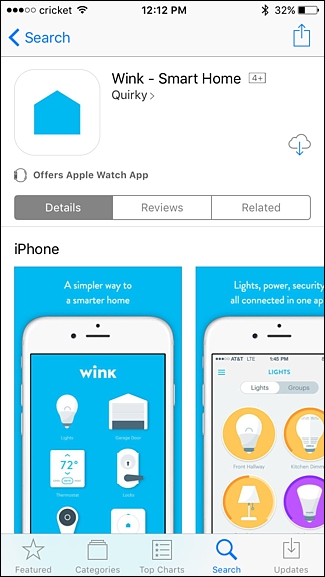 cricket 12:12 PM 32%
Search
Wink - Smart Home 4+
Quirky >
Offers Apple Watch App
Details Reviews Related
iPhone
A simpler way to
a smarter home
wink
Lights Garage Door
72°
Thermostat Locks
Lights, power, security
all connected in one ap
AT&T LTE 1:45 PM
LIGHTS
Lights Groups
Front Hallway Kitchen Dimme
Featured Categories Top Charts Search Updates